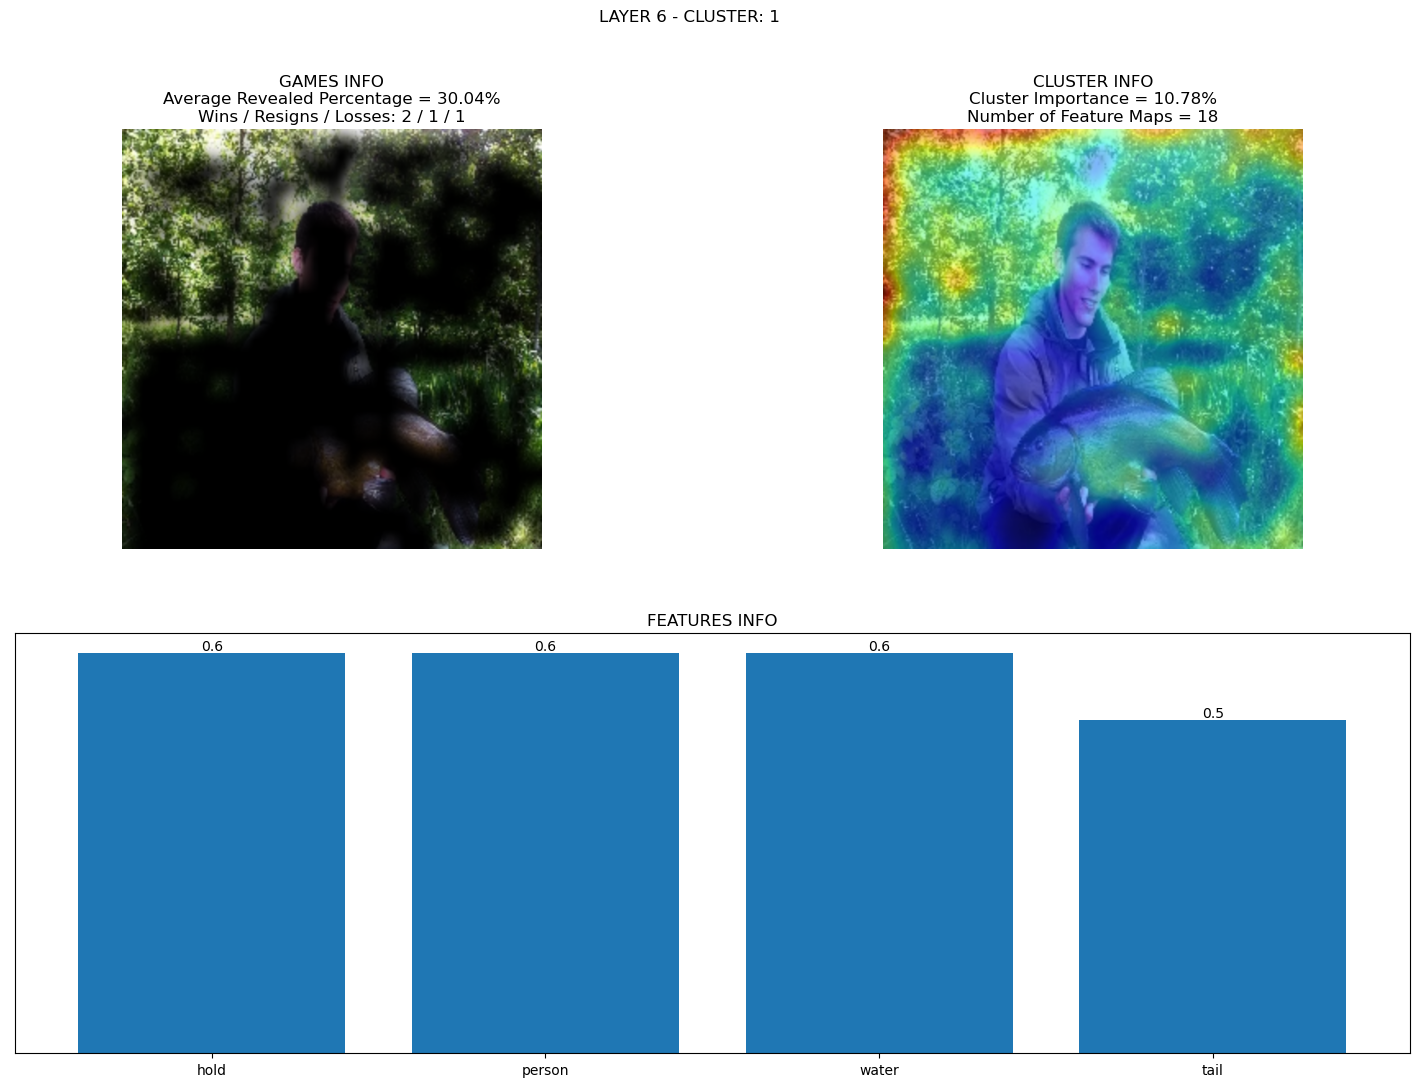 LAYER 6 - CLUSTER: 1
GAMES INFO
Average Revealed Percentage = 30.04%
Wins / Resigns / Losses: 2 / 1 / 1
CLUSTER INFO
Cluster Importance = 10.78%
Number of Feature Maps = 18
FEATURES INFO
0.6
0.6
0.6
0.5
hold
person
water
tail